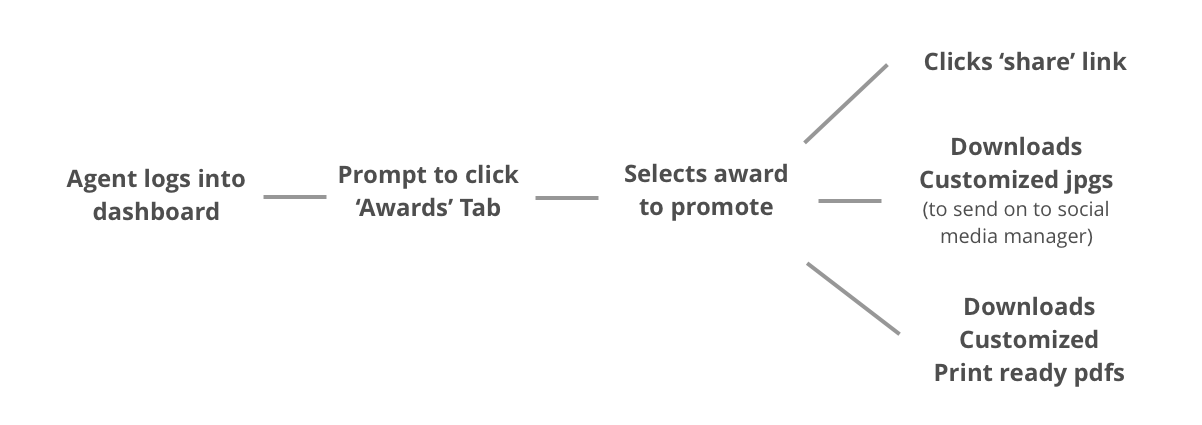 Agent logs into
dashboard
Prompt to click
‘Awards’ Tab
Selects award
to promote
Clicks ‘share’ link
Downloads
Customized jpgs
(to send on to social
media manager)
Downloads
Customized
Print ready pdfs